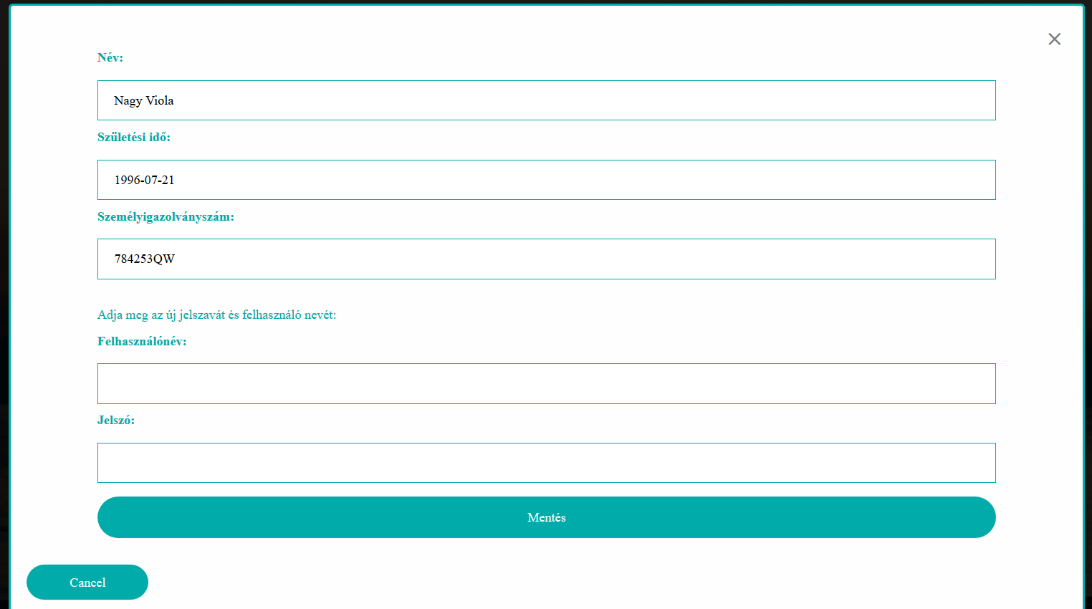 Név:
Nagy Viola
Születési idő:
1996-07-21
Személyigazolványszám:
784253QW
Adja meg az új jelszavát és felhasználó nevét:
Felhasználónév:
Jelszó:
Mentés
Cancel